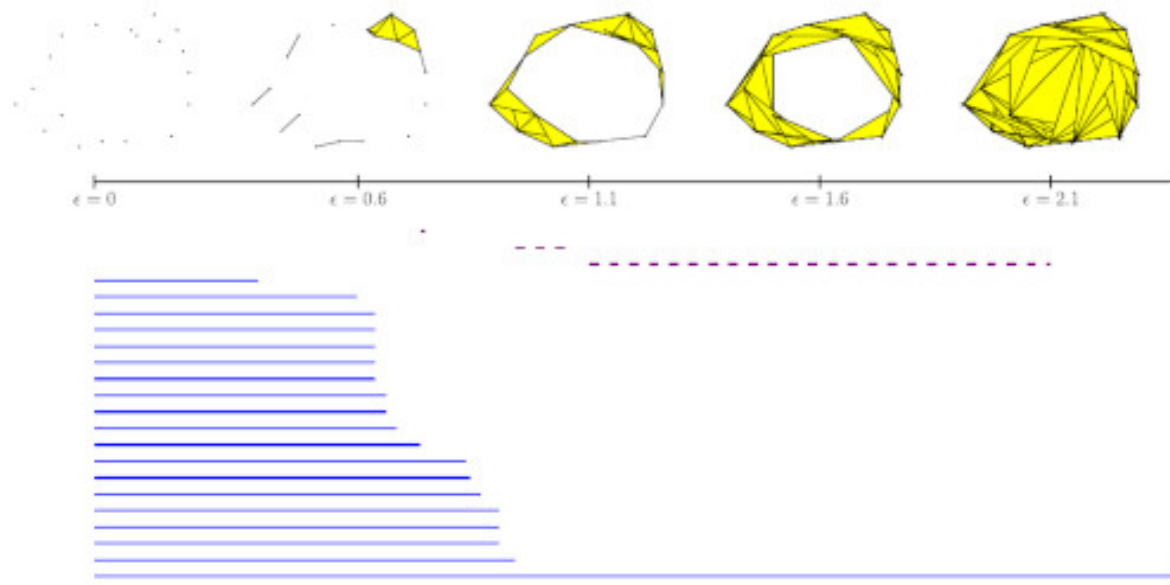 ϵ = 0 ϵ = 0.6 ϵ = 1.1 ϵ = 1.6 ϵ = 2.1